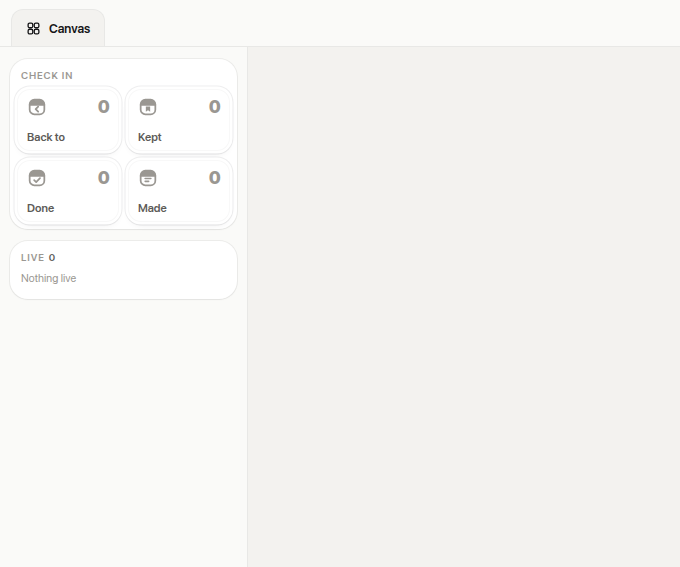 Canvas
CHECK IN
0
Back to
0
Kept
0
Done
0
Made
LIVE 0
Nothing live